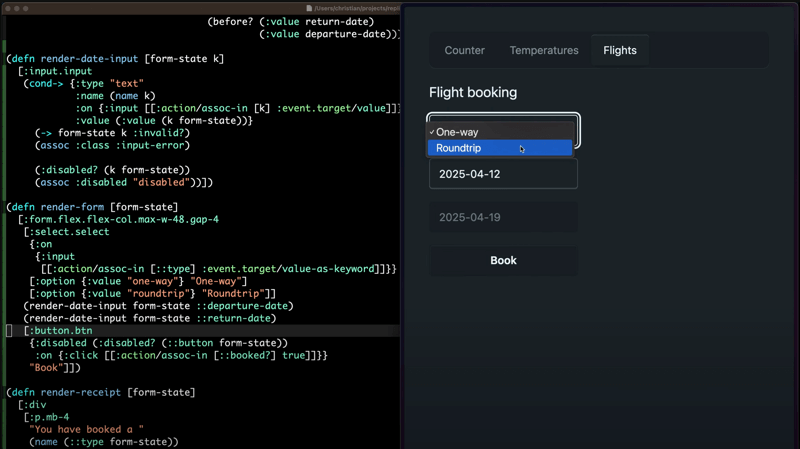 /Users/christian/projects/repli
(before? (:value return-date)
(:value departure-date))]
(defn render-date-input [form-state k]
[:input.input
(cond-> {:type "text"
:name (name k)
:on {:input [[:action/assoc-in [k] :event.target/value]]}
:value (:value (k form-state))}
(-> form-state k :invalid?)
(assoc :class :input-error)
(:disabled? (k form-state))
(assoc :disabled "disabled"))])
(defn render-form [form-state]
[:form.flex.flex-col.max-w-48.gap-4
[:select.select
{:on
{:input
[[:action/assoc-in [::type] :event.target/value-as-keyword]]}}
[:option {:value "one-way"} "One-way"]
[:option {:value "roundtrip"} "Roundtrip"]]
(render-date-input form-state ::departure-date)
(render-date-input form-state ::return-date)
[:button.btn
{:disabled (:disabled? (::button form-state))
:on {:click [[:action/assoc-in [::booked?] true]]}}
"Book"]])
(defn render-receipt [form-state]
[:div
[:p.mb-4
"You have booked a "
(name (::type form-state))
Counter
Temperatures
Flights
Flight booking
✓ One-way
Roundtrip
2025-04-12
2025-04-19
Book